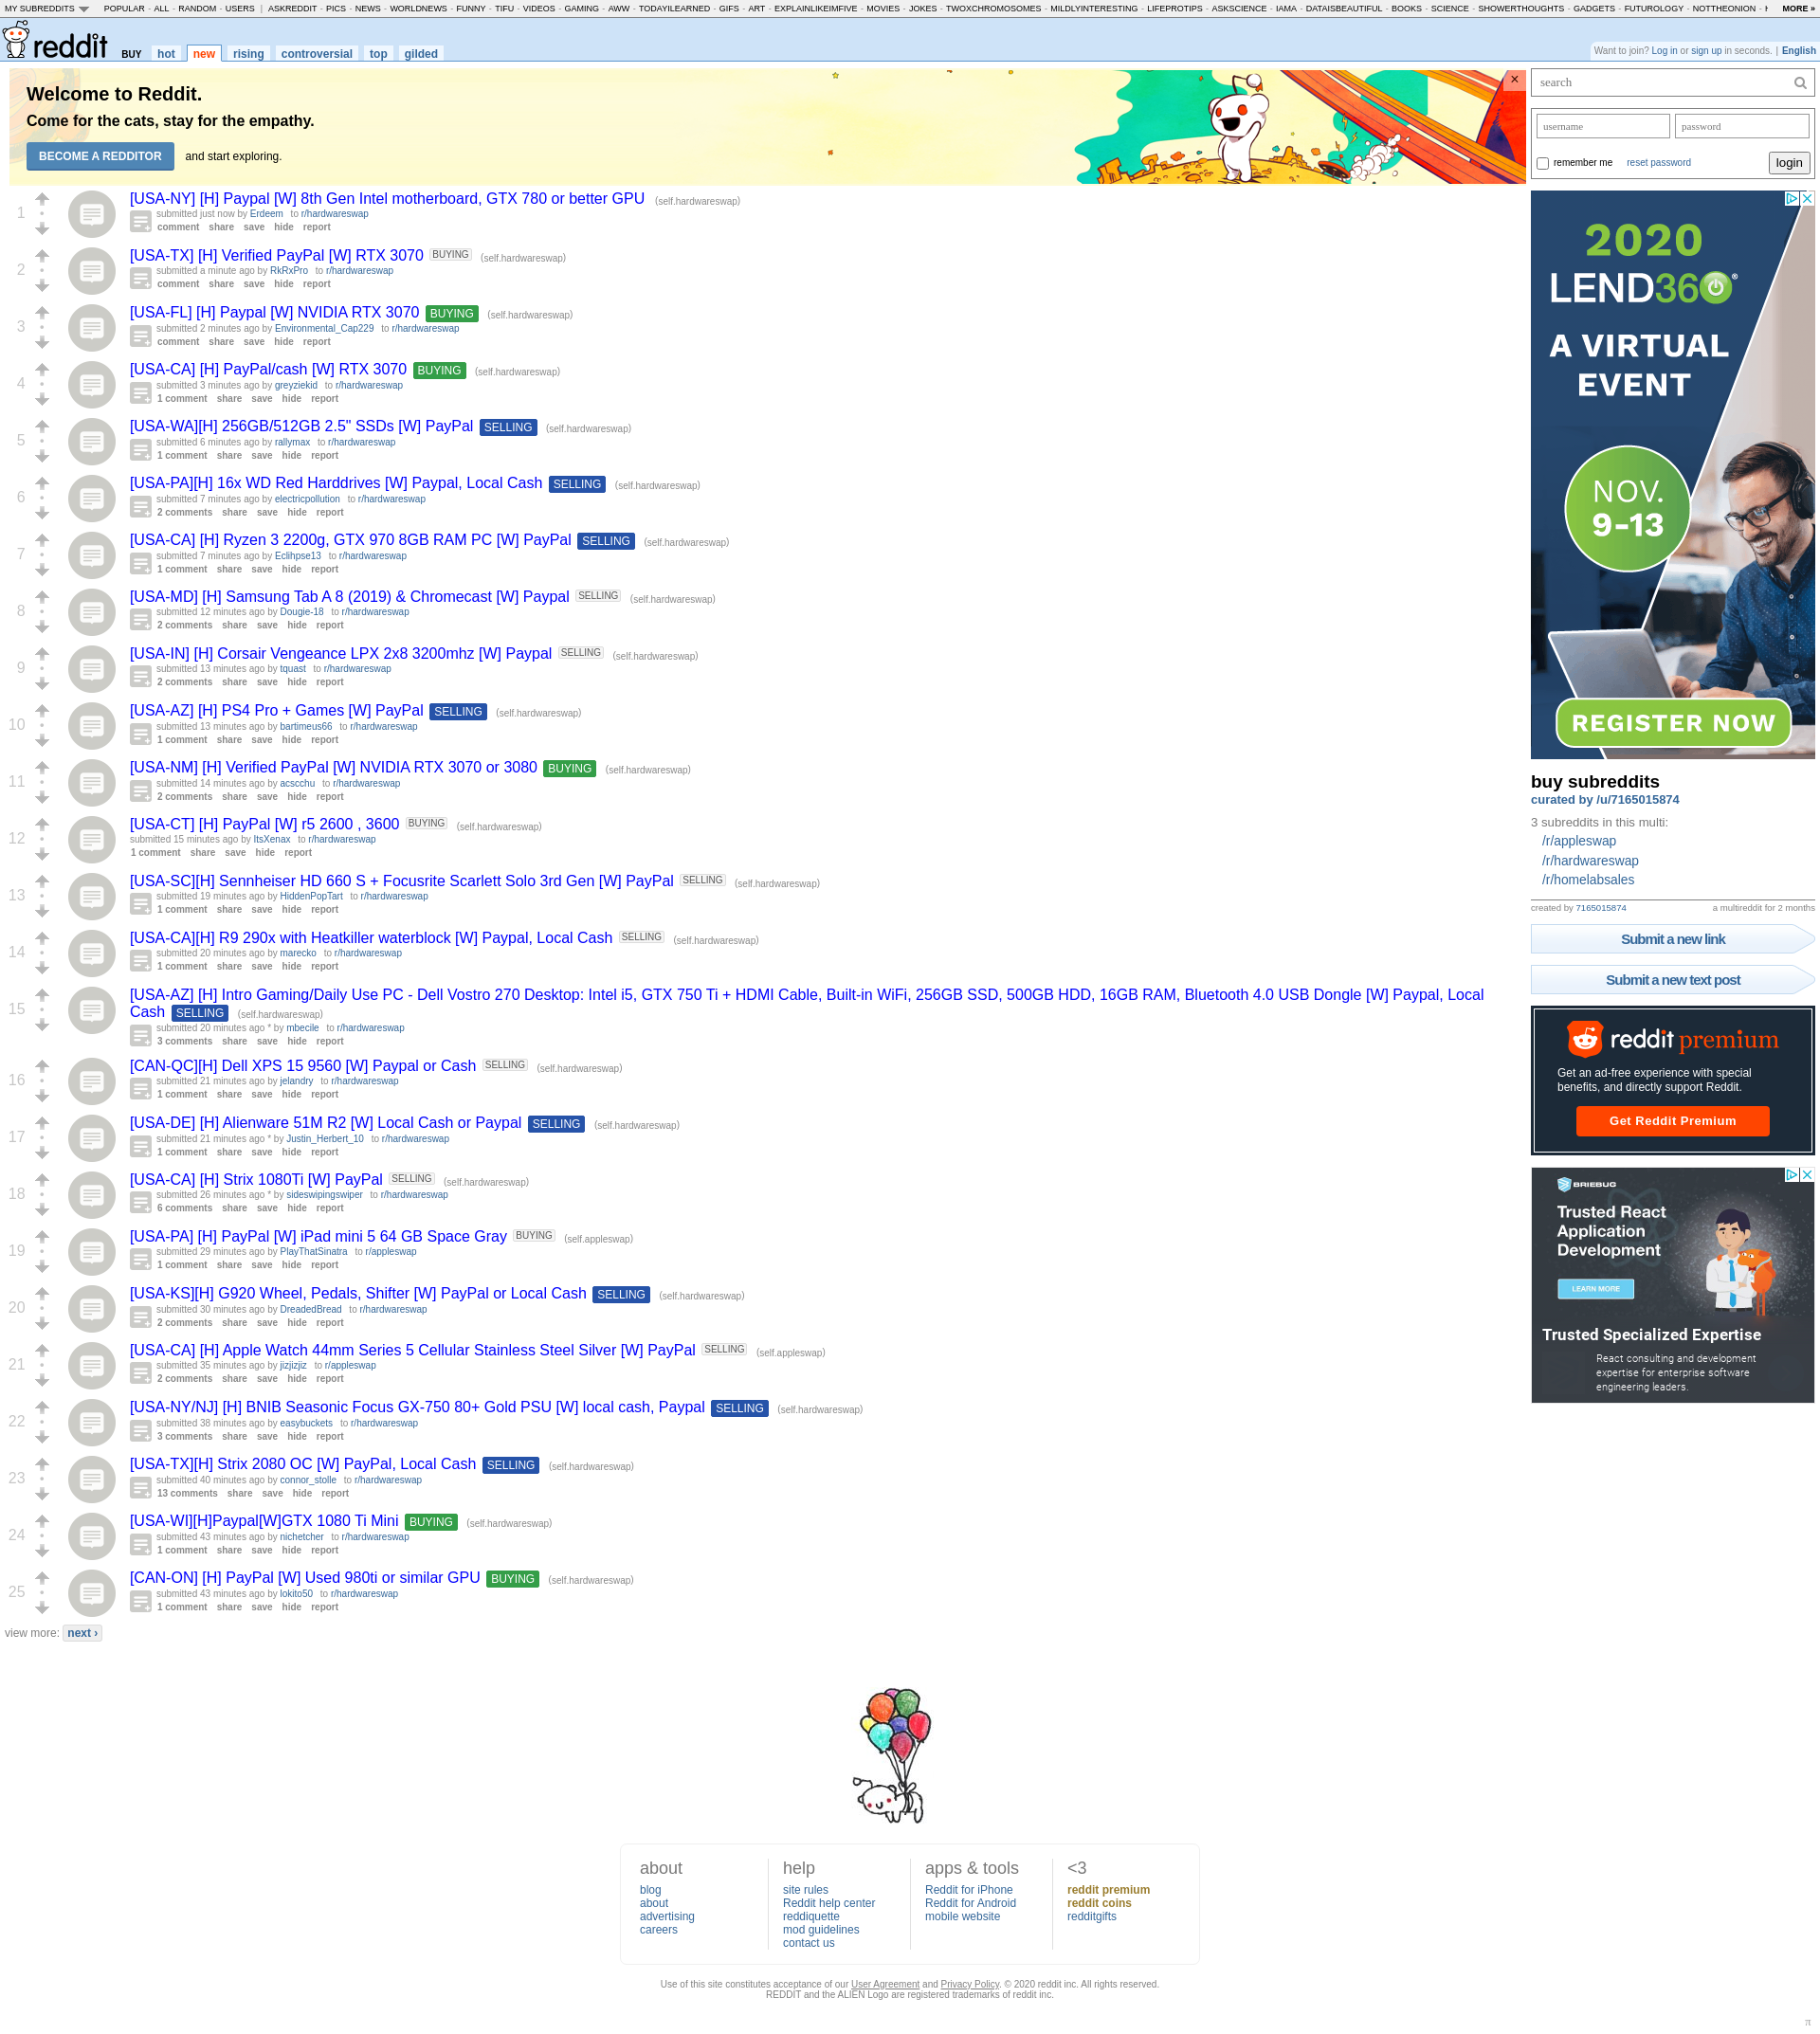 MY SUBREDDITS POPULAR - ALL - RANDOM - USERS | ASKREDDIT - PICS - NEWS - WORLDNEWS - FUNNY - TIFU - VIDEOS - GAMING - AWW - TODAYILEARNED - GIFS - ART - EXPLAINLIKEIMFIVE - MOVIES - JOKES - TWOXCHROMOSOMES - MILDLYINTERESTING - LIFEPROTIPS - ASKSCIENCE - IAMA - DATAISBEAUTIFUL - BOOKS - SCIENCE - SHOWERTHOUGHTS - GADGETS - FUTUROLOGY - NOTTHEONION - MORE »
reddit BUY hot new rising controversial top gilded
Want to join? Log in or sign up in seconds. | English
Welcome to Reddit.
Come for the cats, stay for the empathy.
BECOME A REDDITOR and start exploring.
×
1
[USA-NY] [H] Paypal [W] 8th Gen Intel motherboard, GTX 780 or better GPU (self.hardwareswap)
submitted just now by Erdeem to r/hardwareswap
comment share save hide report
2
[USA-TX] [H] Verified PayPal [W] RTX 3070 BUYING (self.hardwareswap)
submitted a minute ago by RkRxPro to r/hardwareswap
comment share save hide report
3
[USA-FL] [H] Paypal [W] NVIDIA RTX 3070 BUYING (self.hardwareswap)
submitted 2 minutes ago by Environmental_Cap229 to r/hardwareswap
comment share save hide report
4
[USA-CA] [H] PayPal/cash [W] RTX 3070 BUYING (self.hardwareswap)
submitted 3 minutes ago by greyziekid to r/hardwareswap
1 comment share save hide report
5
[USA-WA][H] 256GB/512GB 2.5" SSDs [W] PayPal SELLING (self.hardwareswap)
submitted 6 minutes ago by rallymax to r/hardwareswap
1 comment share save hide report
6
[USA-PA][H] 16x WD Red Harddrives [W] Paypal, Local Cash SELLING (self.hardwareswap)
submitted 7 minutes ago by electricpollution to r/hardwareswap
2 comments share save hide report
7
[USA-CA] [H] Ryzen 3 2200g, GTX 970 8GB RAM PC [W] PayPal SELLING (self.hardwareswap)
submitted 7 minutes ago by Eclihpse13 to r/hardwareswap
1 comment share save hide report
8
[USA-MD] [H] Samsung Tab A 8 (2019) & Chromecast [W] Paypal SELLING (self.hardwareswap)
submitted 12 minutes ago by Dougie-18 to r/hardwareswap
2 comments share save hide report
9
[USA-IN] [H] Corsair Vengeance LPX 2x8 3200mhz [W] Paypal SELLING (self.hardwareswap)
submitted 13 minutes ago by tquast to r/hardwareswap
2 comments share save hide report
10
[USA-AZ] [H] PS4 Pro + Games [W] PayPal SELLING (self.hardwareswap)
submitted 13 minutes ago by bartimeus66 to r/hardwareswap
1 comment share save hide report
11
[USA-NM] [H] Verified PayPal [W] NVIDIA RTX 3070 or 3080 BUYING (self.hardwareswap)
submitted 14 minutes ago by acscchu to r/hardwareswap
2 comments share save hide report
12
[USA-CT] [H] PayPal [W] r5 2600 , 3600 BUYING (self.hardwareswap)
submitted 15 minutes ago by ItsXenax to r/hardwareswap
1 comment share save hide report
13
[USA-SC][H] Sennheiser HD 660 S + Focusrite Scarlett Solo 3rd Gen [W] PayPal SELLING (self.hardwareswap)
submitted 19 minutes ago by HiddenPopTart to r/hardwareswap
1 comment share save hide report
14
[USA-CA][H] R9 290x with Heatkiller waterblock [W] Paypal, Local Cash SELLING (self.hardwareswap)
submitted 20 minutes ago by marecko to r/hardwareswap
1 comment share save hide report
15
[USA-AZ] [H] Intro Gaming/Daily Use PC - Dell Vostro 270 Desktop: Intel i5, GTX 750 Ti + HDMI Cable, Built-in WiFi, 256GB SSD, 500GB HDD, 16GB RAM, Bluetooth 4.0 USB Dongle [W] Paypal, Local
Cash SELLING (self.hardwareswap)
submitted 20 minutes ago * by mbecile to r/hardwareswap
3 comments share save hide report
16
[CAN-QC][H] Dell XPS 15 9560 [W] Paypal or Cash SELLING (self.hardwareswap)
submitted 21 minutes ago by jelandry to r/hardwareswap
1 comment share save hide report
17
[USA-DE] [H] Alienware 51M R2 [W] Local Cash or Paypal SELLING (self.hardwareswap)
submitted 21 minutes ago * by Justin_Herbert_10 to r/hardwareswap
1 comment share save hide report
18
[USA-CA] [H] Strix 1080Ti [W] PayPal SELLING (self.hardwareswap)
submitted 26 minutes ago * by sideswipingswiper to r/hardwareswap
6 comments share save hide report
19
[USA-PA] [H] PayPal [W] iPad mini 5 64 GB Space Gray BUYING (self.appleswap)
submitted 29 minutes ago by PlayThatSinatra to r/appleswap
1 comment share save hide report
20
[USA-KS][H] G920 Wheel, Pedals, Shifter [W] PayPal or Local Cash SELLING (self.hardwareswap)
submitted 30 minutes ago by DreadedBread to r/hardwareswap
2 comments share save hide report
21
[USA-CA] [H] Apple Watch 44mm Series 5 Cellular Stainless Steel Silver [W] PayPal SELLING (self.appleswap)
submitted 35 minutes ago by jizjizjiz to r/appleswap
2 comments share save hide report
22
[USA-NY/NJ] [H] BNIB Seasonic Focus GX-750 80+ Gold PSU [W] local cash, Paypal SELLING (self.hardwareswap)
submitted 38 minutes ago by easybuckets to r/hardwareswap
3 comments share save hide report
23
[USA-TX][H] Strix 2080 OC [W] PayPal, Local Cash SELLING (self.hardwareswap)
submitted 40 minutes ago by connor_stolle to r/hardwareswap
13 comments share save hide report
24
[USA-WI][H]Paypal[W]GTX 1080 Ti Mini BUYING (self.hardwareswap)
submitted 43 minutes ago by nichetcher to r/hardwareswap
1 comment share save hide report
25
[CAN-ON] [H] PayPal [W] Used 980ti or similar GPU BUYING (self.hardwareswap)
submitted 43 minutes ago by lokito50 to r/hardwareswap
1 comment share save hide report
view more: next ›
search
username password
remember me reset password login
2020
LEND360®
A VIRTUAL
EVENT
NOV.
9-13
REGISTER NOW
buy subreddits
curated by /u/7165015874
3 subreddits in this multi:
/r/appleswap
/r/hardwareswap
/r/homelabsales
created by 7165015874 a multireddit for 2 months
Submit a new link
Submit a new text post
reddit premium
Get an ad-free experience with special
benefits, and directly support Reddit.
Get Reddit Premium
BRIEBUG
Trusted React
Application
Development
LEARN MORE
Trusted Specialized Expertise
React consulting and development
expertise for enterprise software
engineering leaders.
about
blog
about
advertising
careers
help
site rules
Reddit help center
reddiquette
mod guidelines
contact us
apps & tools
Reddit for iPhone
Reddit for Android
mobile website
<3
reddit premium
reddit coins
redditgifts
Use of this site constitutes acceptance of our User Agreement and Privacy Policy. © 2020 reddit inc. All rights reserved.
REDDIT and the ALIEN Logo are registered trademarks of reddit inc.
π